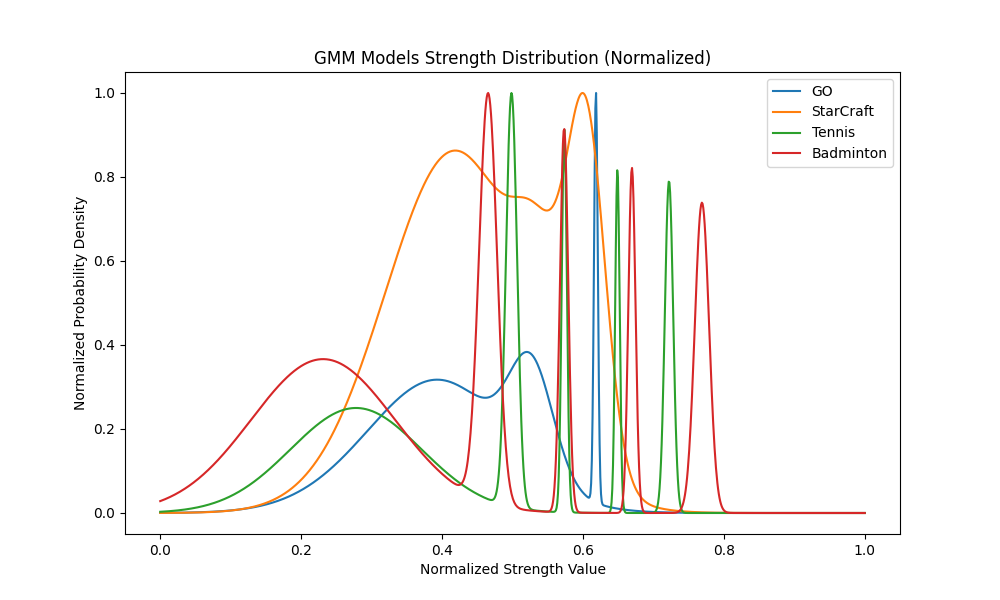 GMM Models Strength Distribution (Normalized)
GO
StarCraft
Tennis
Badminton
Normalized Probability Density
1.0
0.8
0.6
0.4
0.2
0.0
0.0 0.2 0.4 0.6 0.8 1.0
Normalized Strength Value